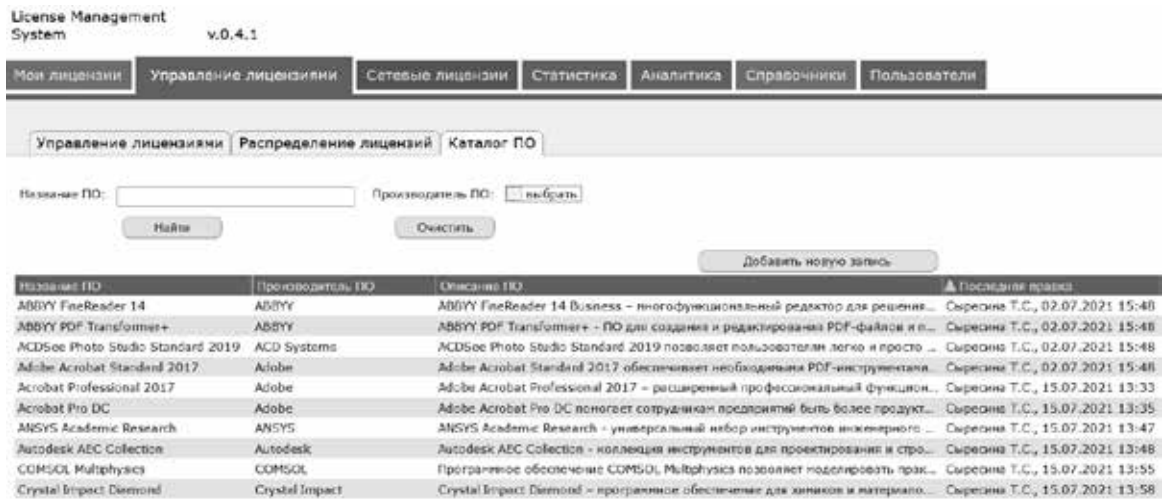 License Management
System v.0.4.1
Мои лицензии Управление лицензиями Сетевые лицензии Статистика Аналитика Справочники Пользователи
Управление лицензиями Распределение лицензий Каталог ПО
Название ПО: Производитель ПО: выбрать
Найти Очистить
Добавить новую запись
Название ПО Производитель ПО Описание ПО Последняя правка
ABBYY FineReader 14 ABBYY ABBYY FineReader 14 Business – многофункциональный редактор для решения... Сыресина Т.С., 02.07.2021 15:48
ABBYY PDF Transformer+ ABBYY ABBYY PDF Transformer+ - ПО для создания и редактирования PDF-файлов и п... Сыресина Т.С., 02.07.2021 15:48
ACDSee Photo Studio Standard 2019 ACD Systems ACDSee Photo Studio Standard 2019 позволяет пользователям легко и просто ... Сыресина Т.С., 02.07.2021 15:48
Adobe Acrobat Standard 2017 Adobe Adobe Acrobat Standard 2017 обеспечивает необходимыми PDF-инструментами... Сыресина Т.С., 02.07.2021 15:48
Acrobat Professional 2017 Adobe Adobe Acrobat Professional 2017 – расширенный профессиональный функцион... Сыресина Т.С., 15.07.2021 13:33
Acrobat Pro DC Adobe Adobe Acrobat Pro DC помогает сотрудникам предприятий быть более продукт... Сыресина Т.С., 15.07.2021 13:35
ANSYS Academic Research ANSYS ANSYS Academic Research - универсальный набор инструментов инженерного ... Сыресина Т.С., 15.07.2021 13:47
Autodesk AEC Collection Autodesk Autodesk AEC Collection - коллекция инструментов для проектирования и стро... Сыресина Т.С., 15.07.2021 13:48
COMSOL Multiphysics COMSOL Программное обеспечение COMSOL Multiphysics позволяет моделировать прак... Сыресина Т.С., 15.07.2021 13:55
Crystal Impact Diamond Crystal Impact Crystal Impact Diamond – программное обеспечение для химиков и материало... Сыресина Т.С., 15.07.2021 13:58